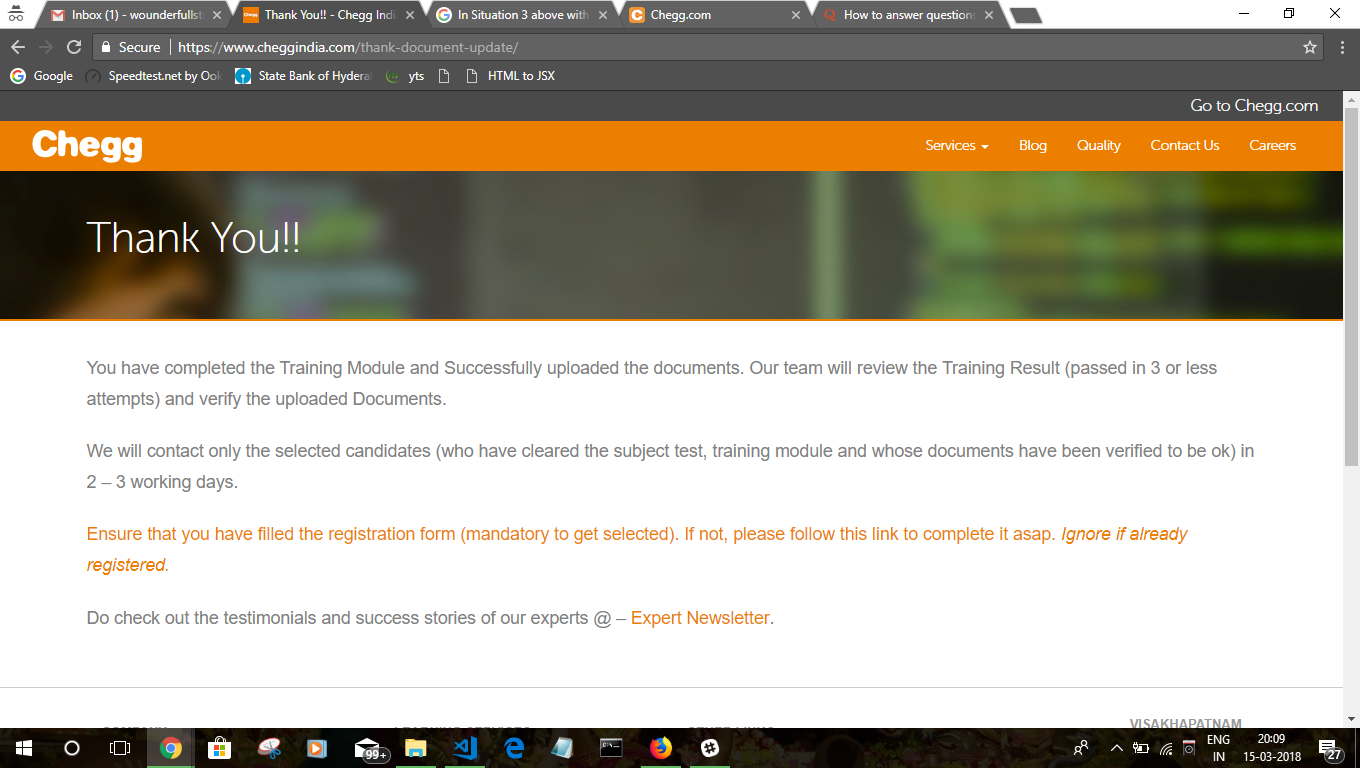 Inbox (1) - wounderfullst
Thank You!! - Chegg Indi
In Situation 3 above with
Chegg.com
How to answer question
Secure
https://www.cheggindia.com/thank-document-update/
Google
Speedtest.net by Ook
State Bank of Hydera
yts
HTML to JSX
Go to Chegg.com
Chegg
Services
Blog
Quality
Contact Us
Careers
Thank You!!
You have completed the Training Module and Successfully uploaded the documents. Our team will review the Training Result (passed in 3 or less
attempts) and verify the uploaded Documents.
We will contact only the selected candidates (who have cleared the subject test, training module and whose documents have been verified to be ok) in
2 – 3 working days.
Ensure that you have filled the registration form (mandatory to get selected). If not, please follow this link to complete it asap. Ignore if already
registered.
Do check out the testimonials and success stories of our experts @ – Expert Newsletter.
VISAKHAPATNAM
99+
ENG
IN
20:09
15-03-2018
27